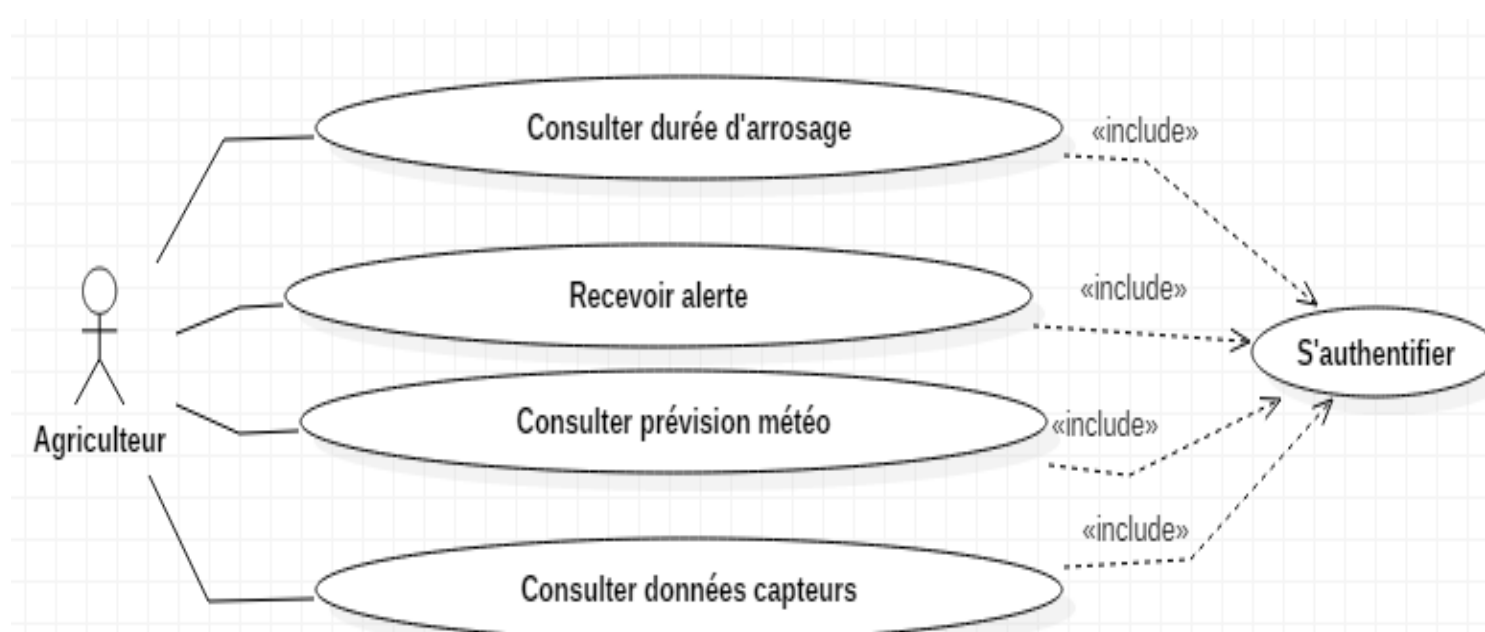 Consulter durée d'arrosage
«include»
Recevoir alerte
«include»
S'authentifier
Consulter prévision météo
«include»
Agriculteur
«include»
Consulter données capteurs